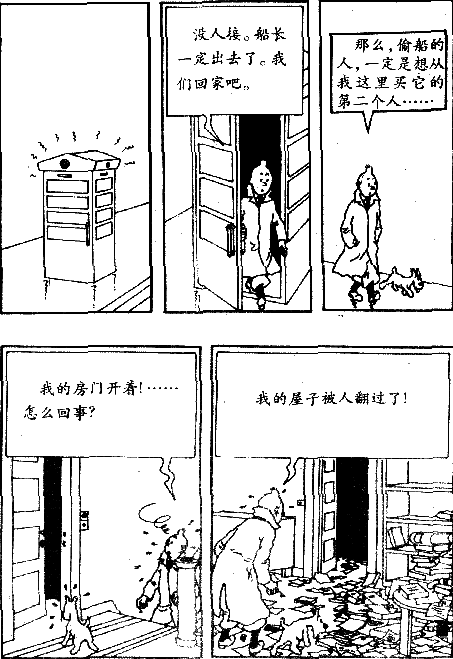 没人接。船长
一定出去了。我
们回家吧。
那么，偷船的
人，一定是想从
我这里买它的
第二个人……
我的房门开着!……
怎么回事?
我的屋子被人翻过了!